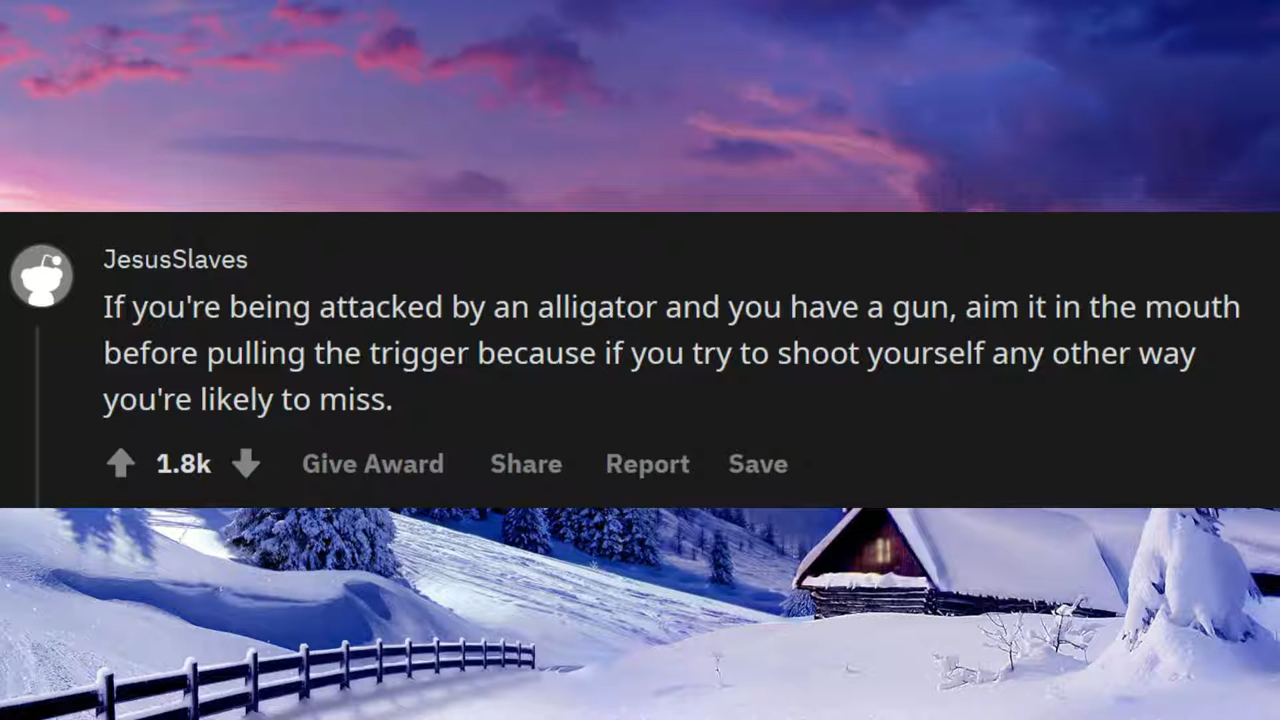 JesusSlaves
If you're being attacked by an alligator and you have a gun, aim it in the mouth
before pulling the trigger because if you try to shoot yourself any other way
you're likely to miss.
1.8k Give Award Share Report Save